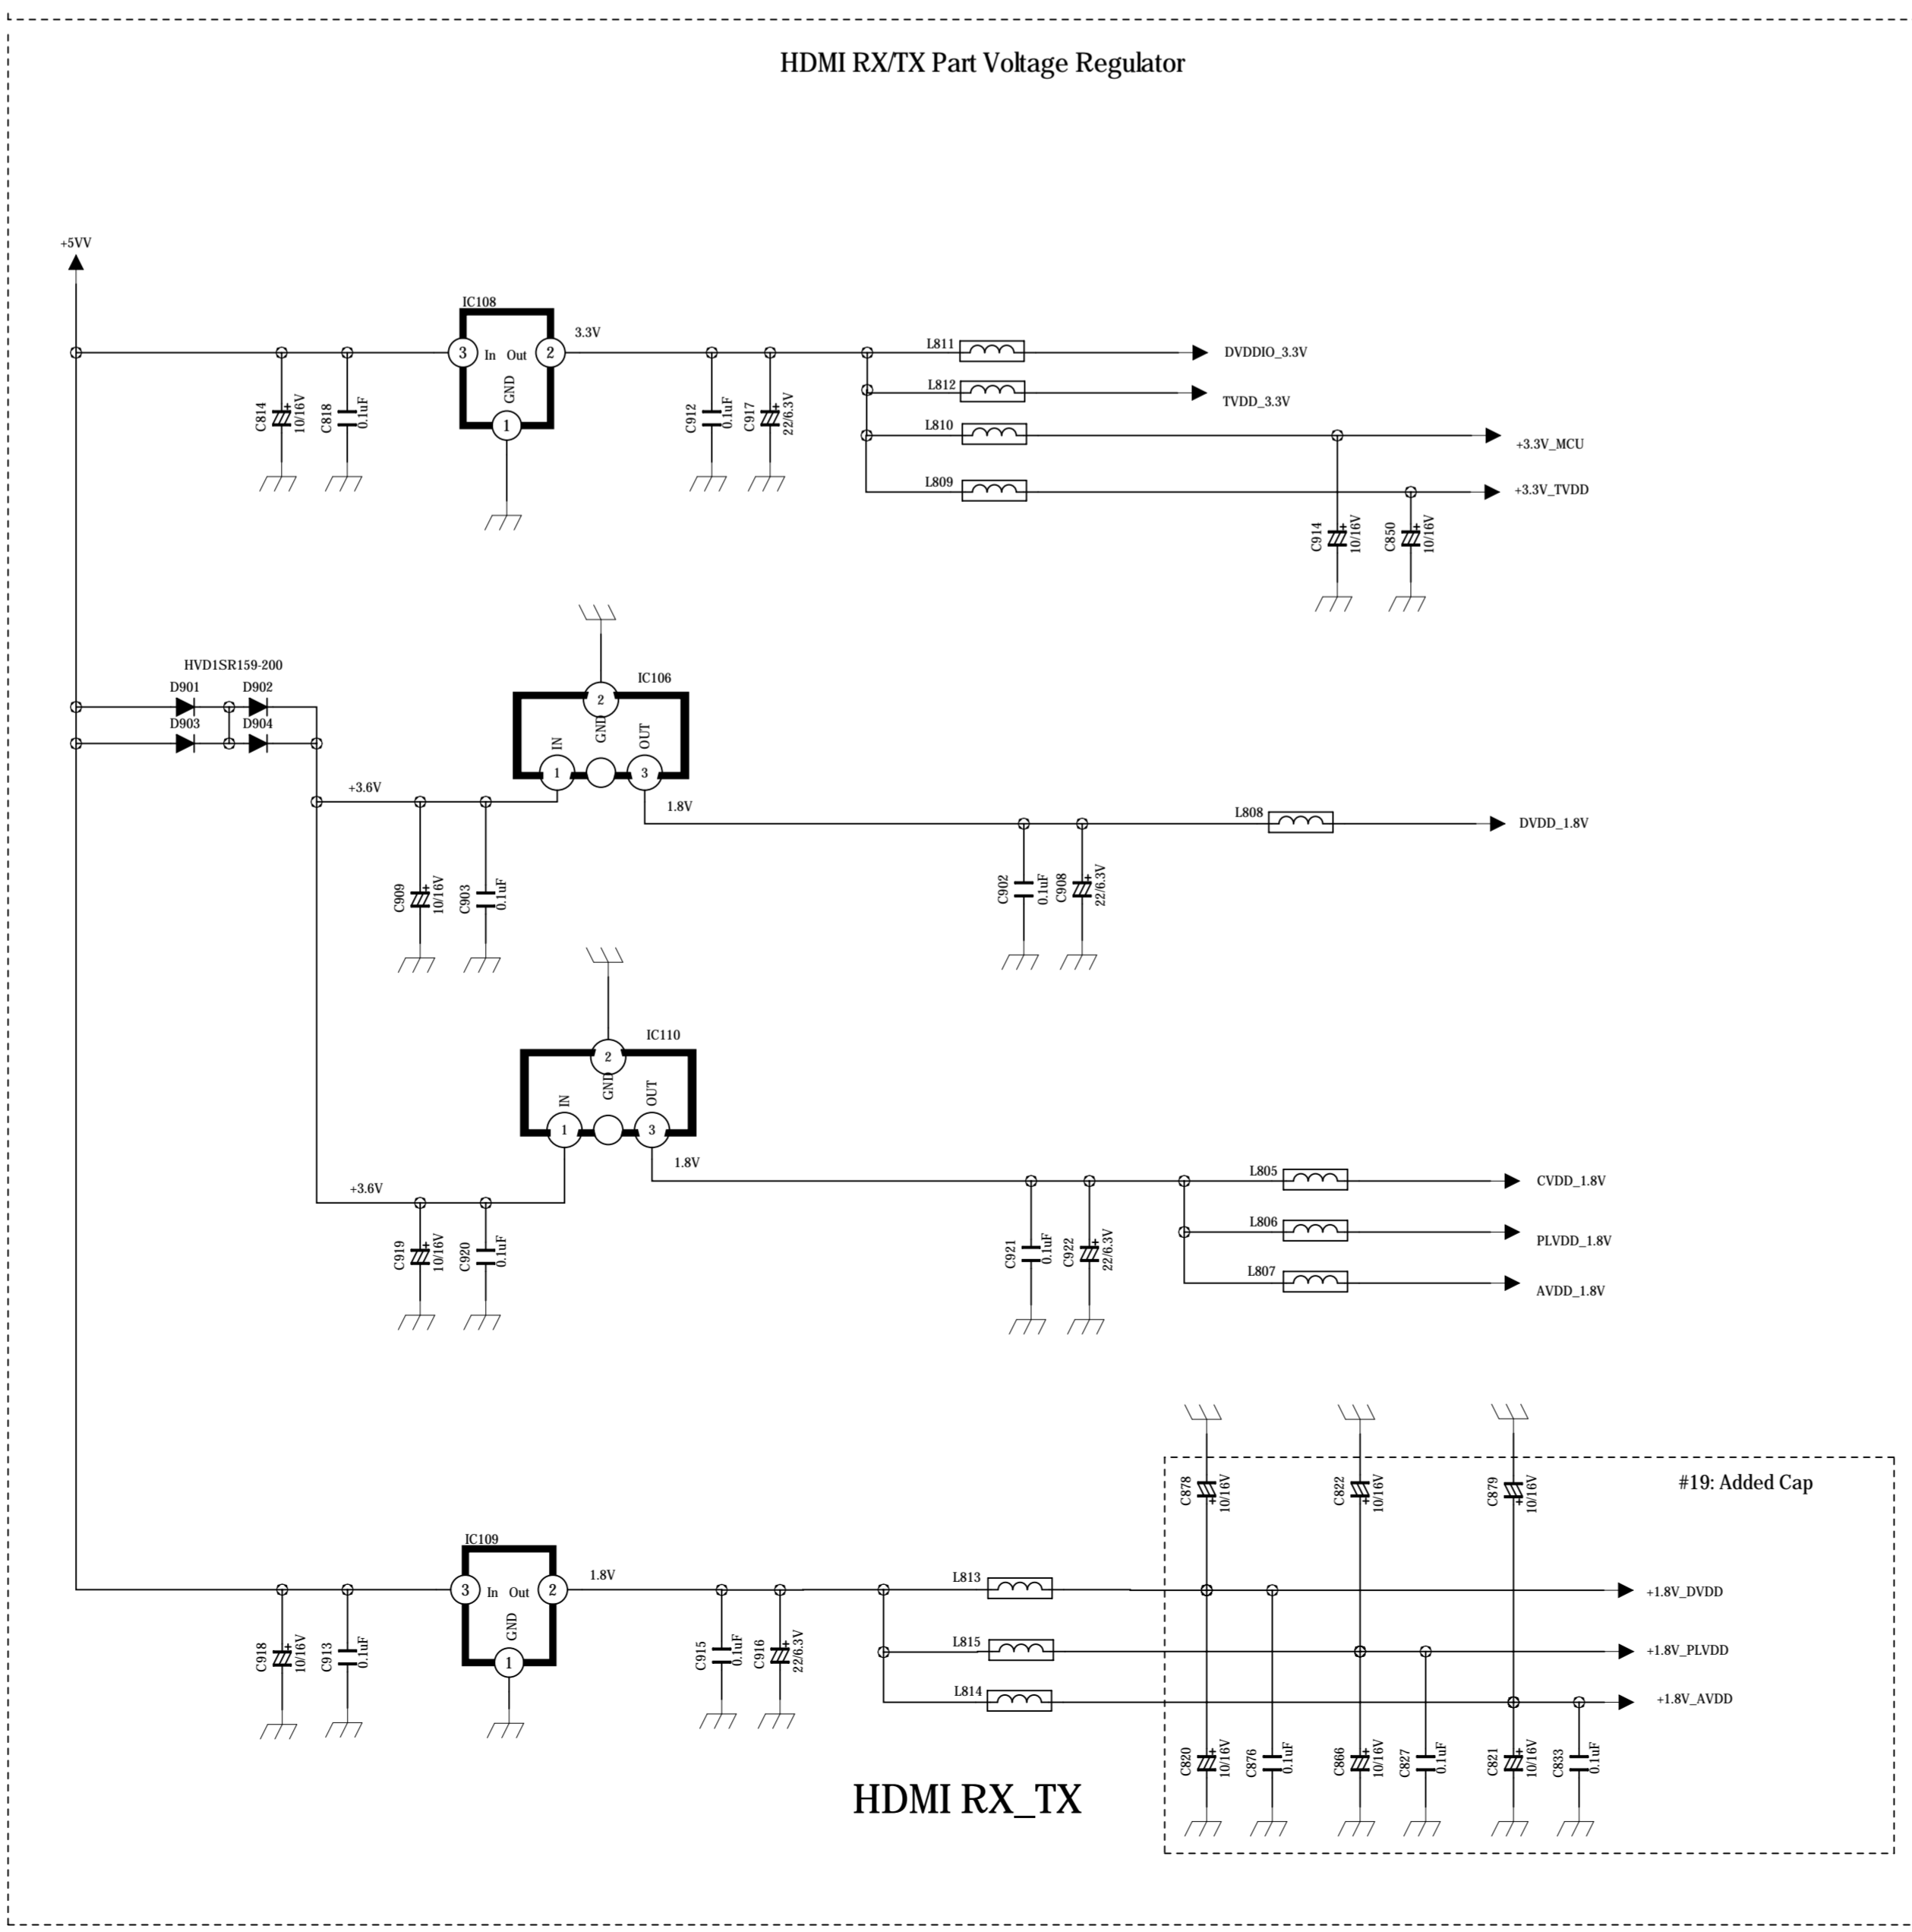 HDMI RX/TX Part Voltage Regulator
+5VV
IC108
3 In Out 2
GND
1
3.3V
C814
10/16V
C818
0.1uF
C912
0.1uF
C917
22/6.3V
L811
DVDDIO_3.3V
L812
TVDD_3.3V
L810
+3.3V_MCU
L809
+3.3V_TVDD
C914
10/16V
C850
10/16V
HVD1SR159-200
D901
D902
D903
D904
IC106
2
GND
IN
OUT
1
3
+3.6V
1.8V
C909
10/16V
C903
0.1uF
C902
0.1uF
C908
22/6.3V
L808
DVDD_1.8V
IC110
2
GND
IN
OUT
1
3
1.8V
+3.6V
C919
10/16V
C920
0.1uF
C921
0.1uF
C922
22/6.3V
L805
CVDD_1.8V
L806
PLVDD_1.8V
L807
AVDD_1.8V
#19: Added Cap
C878
10/16V
C822
10/16V
C879
10/16V
IC109
3 In Out 2
GND
1
1.8V
C918
10/16V
C913
0.1uF
C915
0.1uF
C916
22/6.3V
L813
+1.8V_DVDD
L815
+1.8V_PLVDD
L814
+1.8V_AVDD
C820
10/16V
C876
0.1uF
C866
10/16V
C827
0.1uF
C821
10/16V
C833
0.1uF
HDMI RX_TX